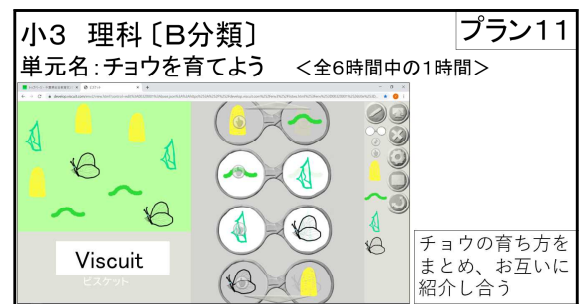 小3 理科〔B分類〕
プラン11
単元名:チョウを育てよう <全6時間中の1時間>
Viscuit
ビスケット
チョウの育ち方を
まとめ、お互いに
紹介し合う